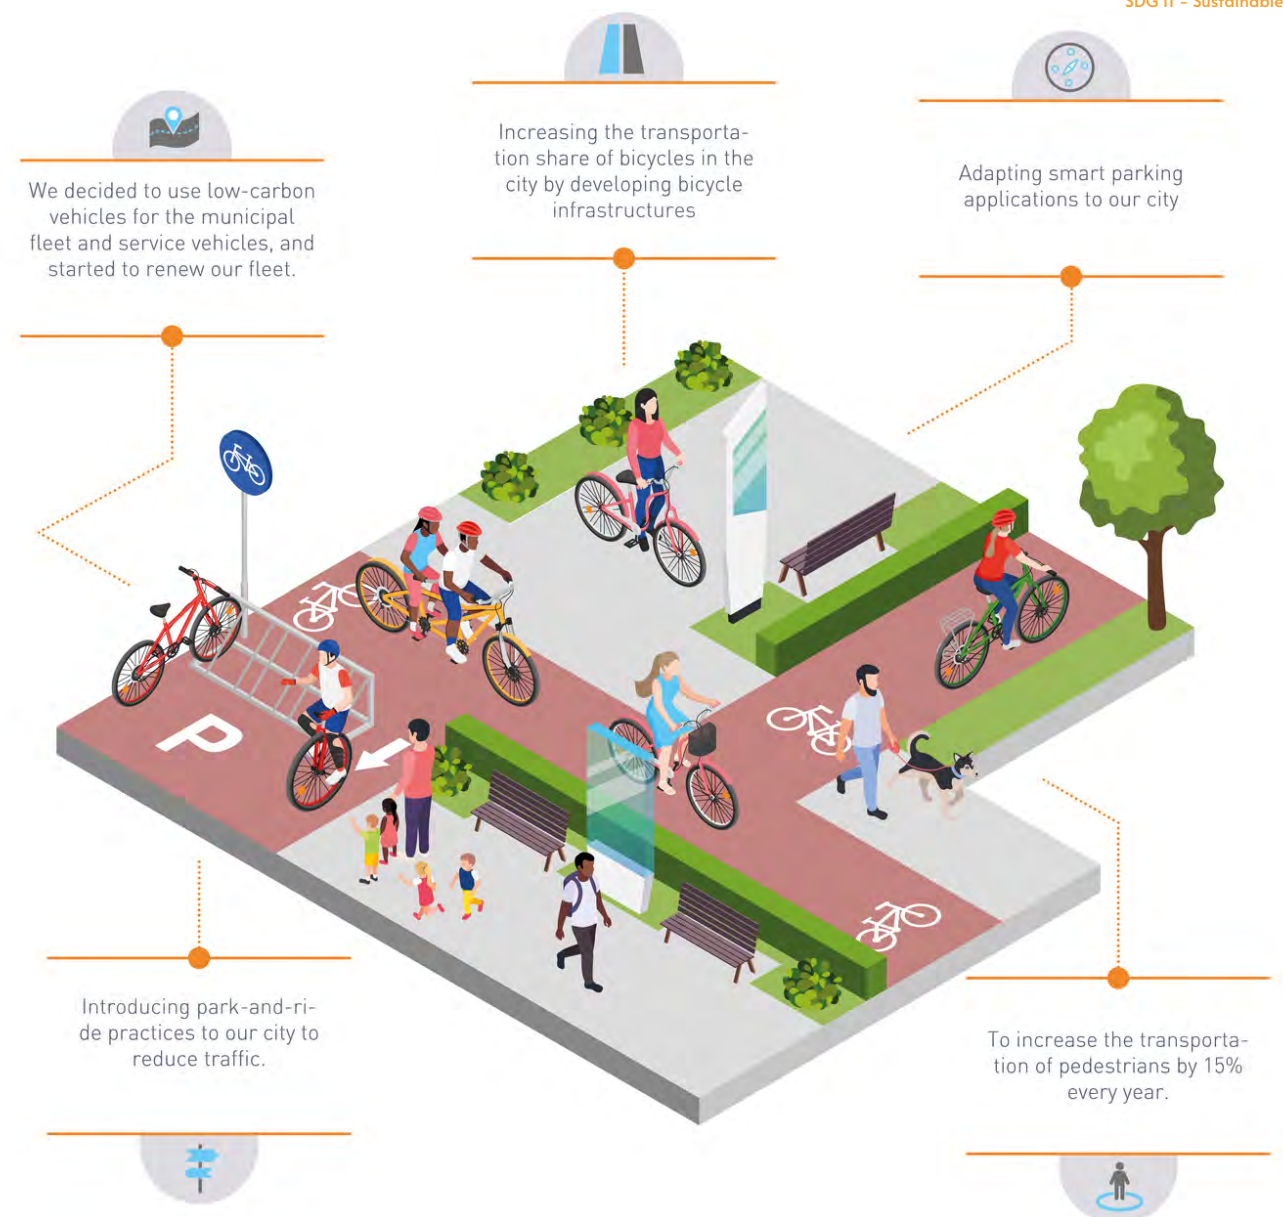 SDG 11 - Sustainable
Increasing the transporta-
tion share of bicycles in the
city by developing bicycle
infrastructures
Adapting smart parking
applications to our city
We decided to use low-carbon
vehicles for the municipal
fleet and service vehicles, and
started to renew our fleet.
P
Introducing park-and-ri-
de practices to our city to
reduce traffic.
To increase the transporta-
tion of pedestrians by 15%
every year.